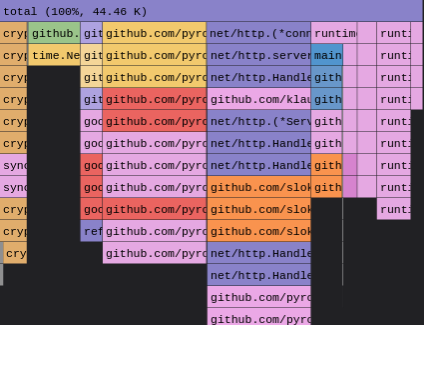 total (100%, 44.46 K)
cryp github. git github.com/pyro net/http.(*conn runtime runti
cryp time.Ne git github.com/pyro net/http.server main runti
cryp git github.com/pyro net/http.Handle gith runti
cryp git github.com/pyro github.com/klau gith runti
cryp goo github.com/pyro net/http.(*Serv gith runti
cryp goo github.com/pyro net/http.Handle gith runti
sync goo github.com/pyro net/http.Handle gith runti
sync goo github.com/pyro github.com/slok gith runti
cryp goo github.com/pyro github.com/slok runti
cryp ref github.com/pyro github.com/slok
cry github.com/pyro net/http.Handle
net/http.Handle
github.com/pyro
github.com/pyro